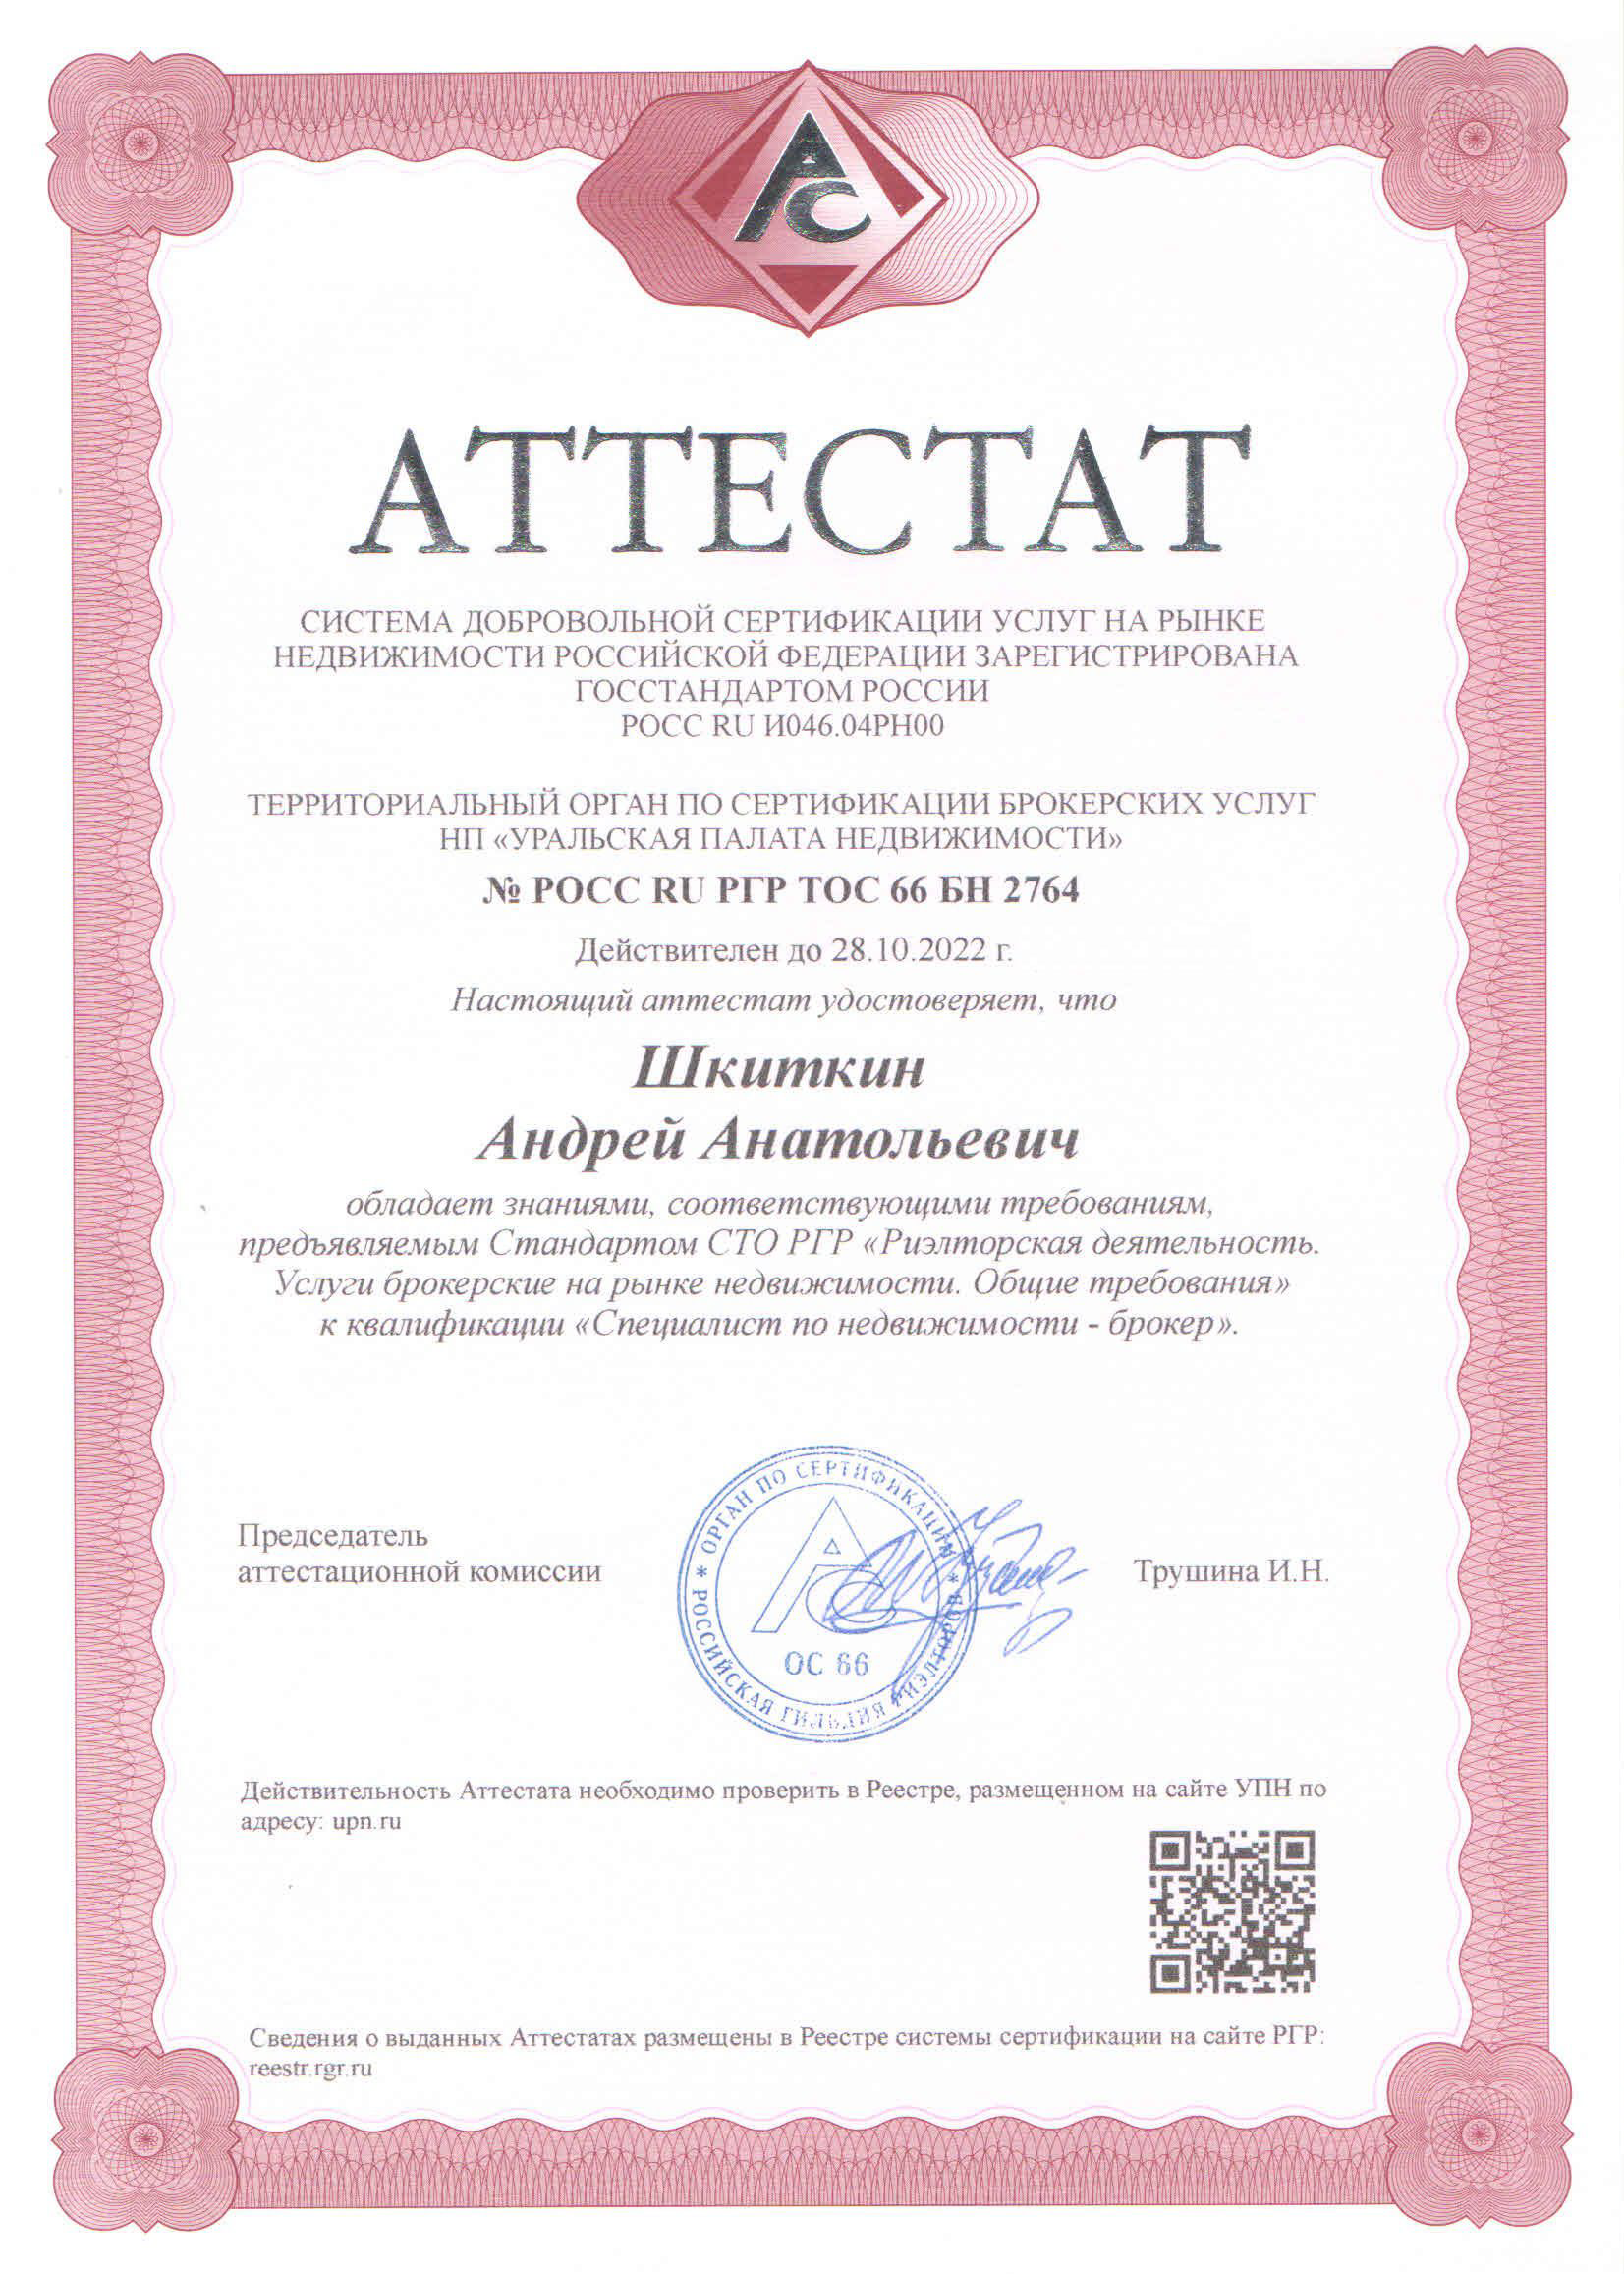 АС
АТТЕСТАТ
СИСТЕМА ДОБРОВОЛЬНОЙ СЕРТИФИКАЦИИ УСЛУГ НА РЫНКЕ
НЕДВИЖИМОСТИ РОССИЙСКОЙ ФЕДЕРАЦИИ ЗАРЕГИСТРИРОВАНА
ГОССТАНДАРТОМ РОССИИ
РОСС RU И046.04РН00
ТЕРРИТОРИАЛЬНЫЙ ОРГАН ПО СЕРТИФИКАЦИИ БРОКЕРСКИХ УСЛУГ
НП «УРАЛЬСКАЯ ПАЛАТА НЕДВИЖИМОСТИ»
№ РОСС RU РГР ТОС 66 БН 2764
Действителен до 28.10.2022 г.
Настоящий аттестат удостоверяет, что
Шкиткин
Андрей Анатольевич
обладает знаниями, соответствующими требованиям,
предъявляемым Стандартом СТО РГР «Риэлторская деятельность.
Услуги брокерские на рынке недвижимости. Общие требования»
к квалификации «Специалист по недвижимости - брокер».
Председатель
аттестационной комиссии
* ОРГАН ПО СЕРТИФИКАЦИИ *
РОССИЙСКАЯ ГИЛЬДИЯ РИЭЛТОРОВ
АС
ОС 66
Трушина И.Н.
Действительность Аттестата необходимо проверить в Реестре, размещенном на сайте УПН по
адресу: upn.ru
Сведения о выданных Аттестатах размещены в Реестре системы сертификации на сайте РГР:
reestr.rgr.ru